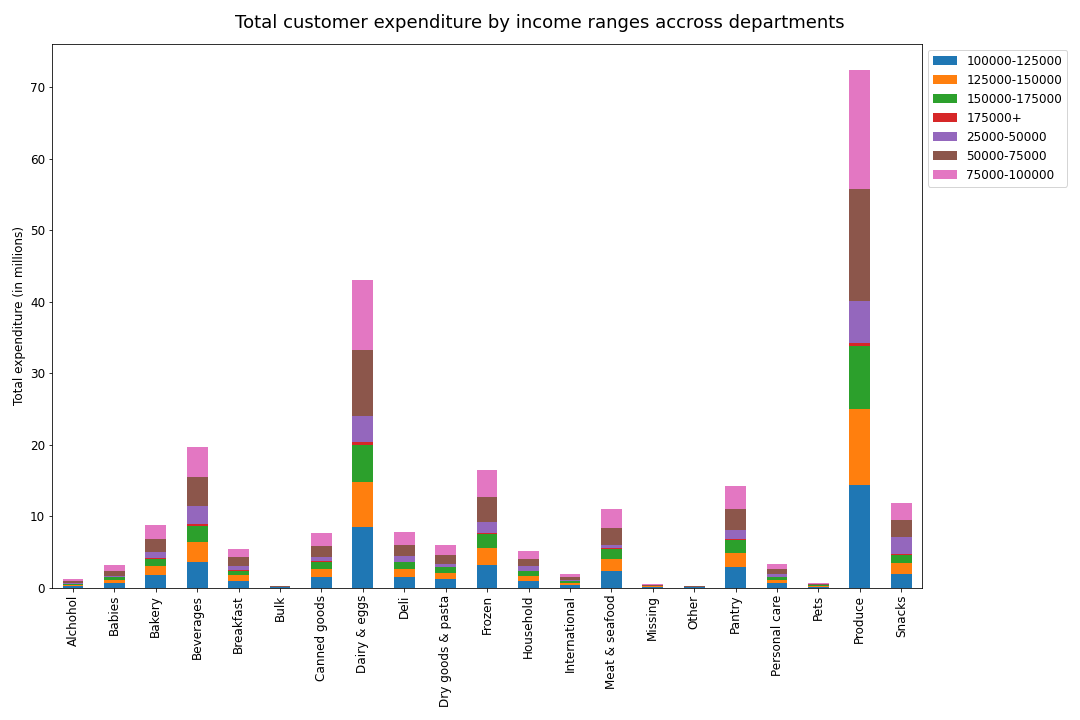 Total customer expenditure by income ranges accross departments
100000-125000
125000-150000
150000-175000
175000+
25000-50000
50000-75000
75000-100000
Total expenditure (in millions)
70
60
50
40
30
20
10
0
Alchohol
Babies
Bakery
Beverages
Breakfast
Bulk
Canned goods
Dairy & eggs
Deli
Dry goods & pasta
Frozen
Household
International
Meat & seafood
Missing
Other
Pantry
Personal care
Pets
Produce
Snacks